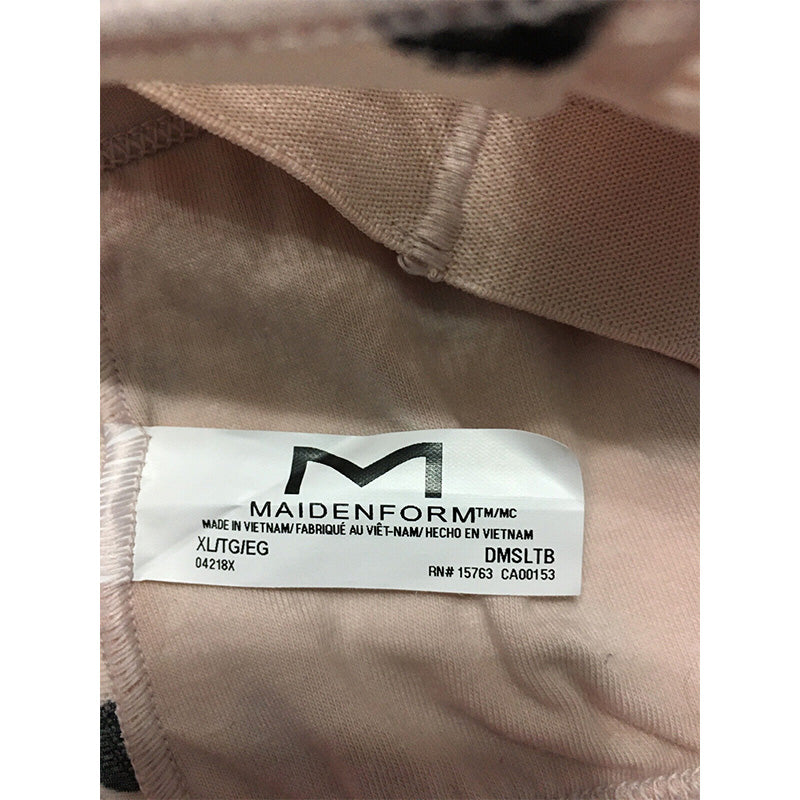 M
MAIDENFORM™/MC
MADE IN VIETNAM/ FABRIQUÉ AU VIÊT-NAM/ HECHO EN VIETNAM
XL/TG/EG DMSLTB
04218X RN# 15763 CA00153